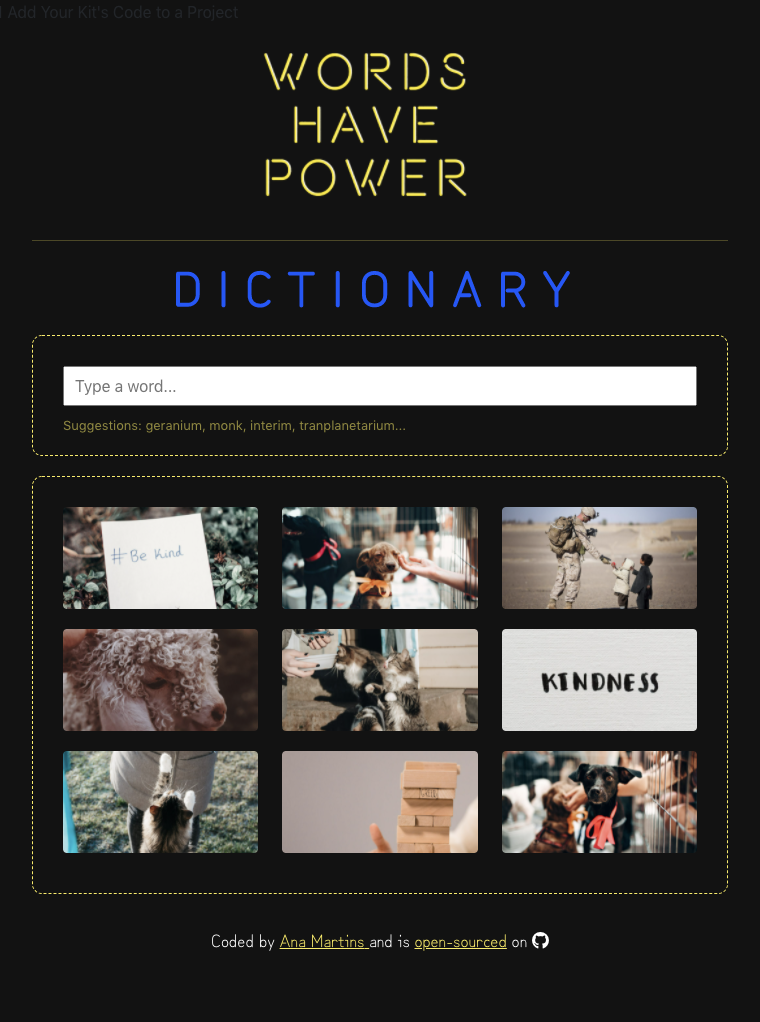 l Add Your Kit's Code to a Project
WORDS
HAVE
POWER
DICTIONARY
Type a word...
Suggestions: geranium, monk, interim, tranplanetarium...
# Be Kind
KINDNESS
Coded by Ana Martins and is open-sourced on